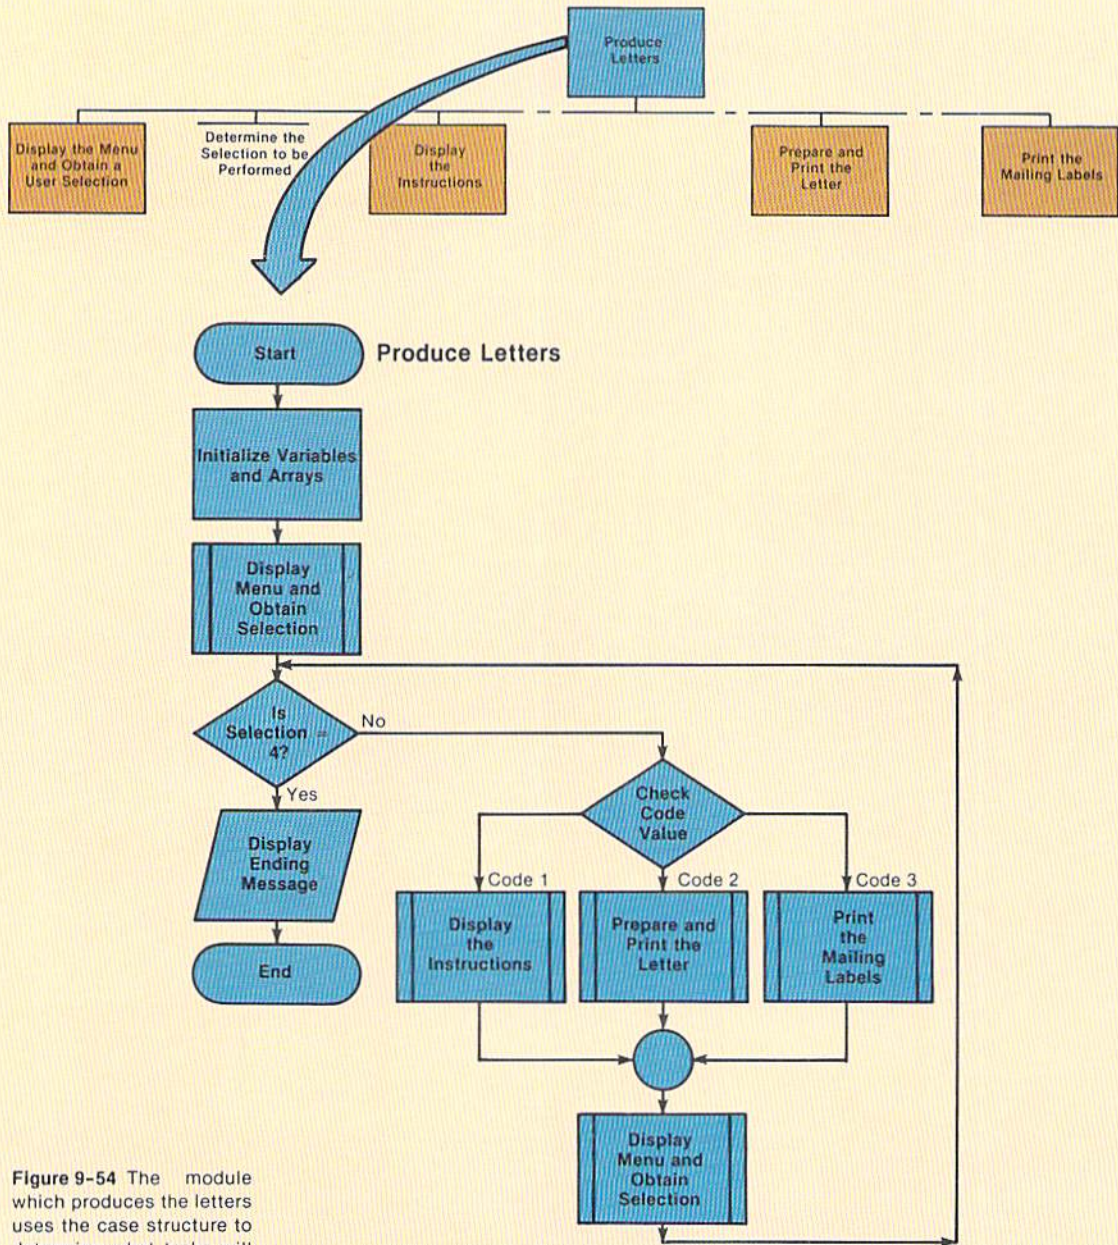 Produce
Letters
Display the Menu
and Obtain a
User Selection
Determine the
Selection to be
Performed
Display
the
Instructions
Prepare and
Print the
Letter
Print the
Mailing Labels
Start
Produce Letters
Initialize Variables
and Arrays
Display
Menu and
Obtain
Selection
Is
Selection =
4?
No
Yes
Display
Ending
Message
End
Check
Code
Value
Code 1
Code 2
Code 3
Display
the
Instructions
Prepare and
Print the
Letter
Print
the
Mailing
Labels
Display
Menu and
Obtain
Selection
Figure 9-54 The module
which produces the letters
uses the case structure to